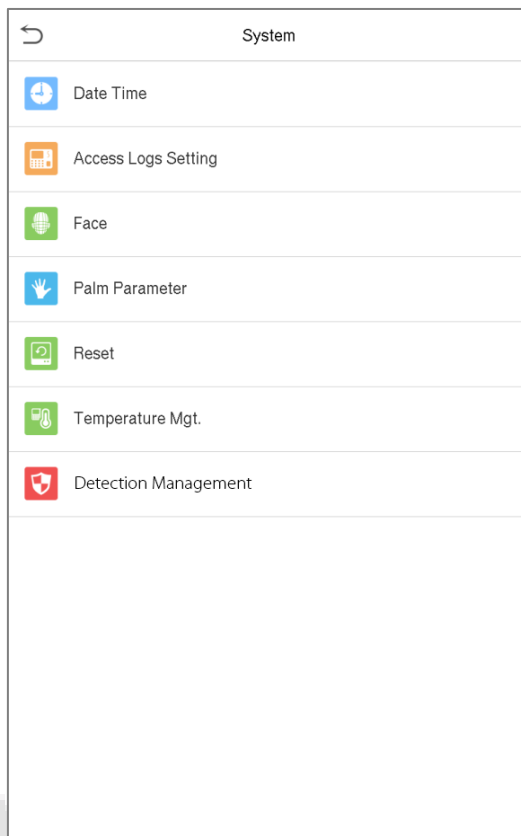 System
Date Time
Access Logs Setting
Face
Palm Parameter
Reset
Temperature Mgt.
Detection Management